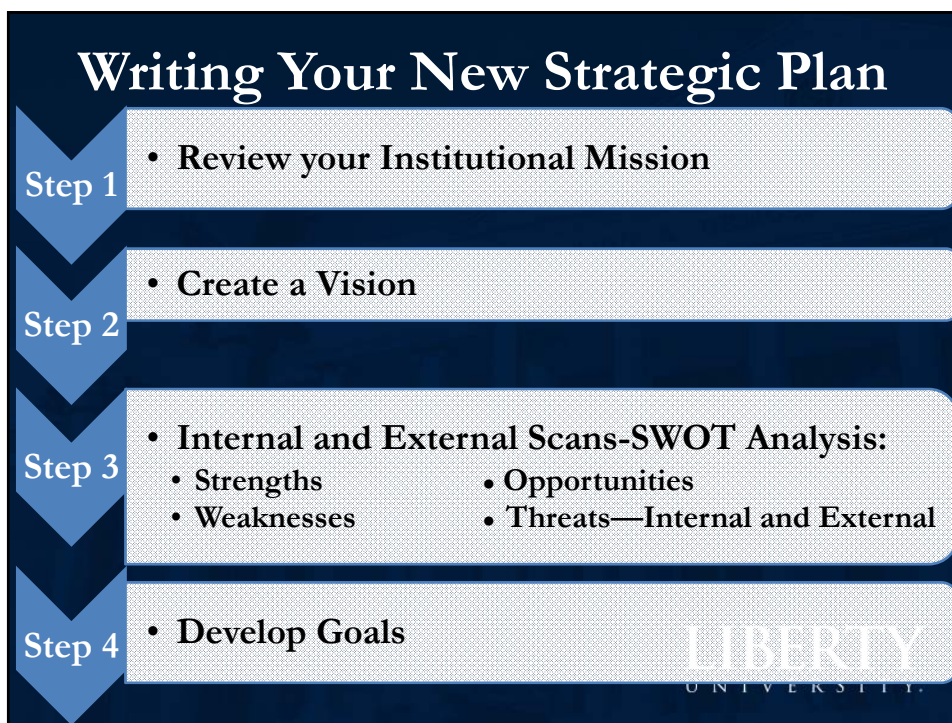 Writing Your New Strategic Plan
Step 1
• Review your Institutional Mission
Step 2
• Create a Vision
Step 3
• Internal and External Scans-SWOT Analysis:
• Strengths • Opportunities
• Weaknesses • Threats—Internal and External
Step 4
• Develop Goals
LIBERTY
UNIVERSITY.